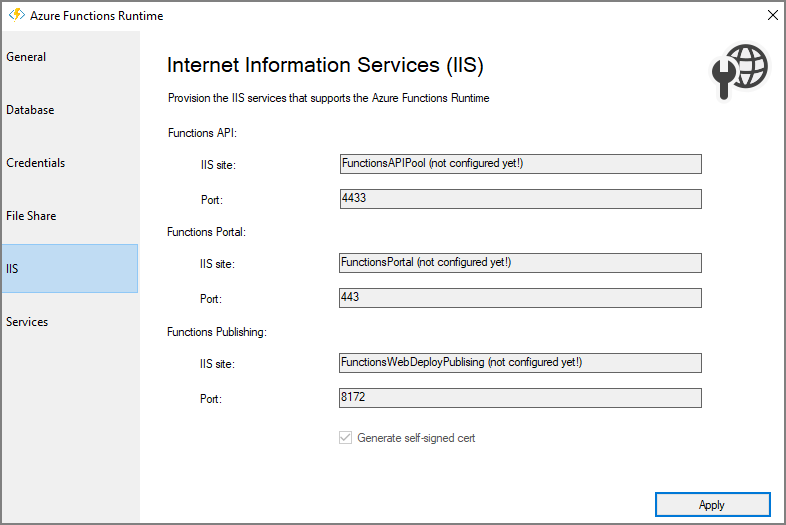 Azure Functions Runtime
General
Database
Credentials
File Share
IIS
Services
Internet Information Services (IIS)
Provision the IIS services that supports the Azure Functions Runtime
Functions API:
IIS site: FunctionsAPIPool (not configured yet!)
Port: 4433
Functions Portal:
IIS site: FunctionsPortal (not configured yet!)
Port: 443
Functions Publishing:
IIS site: FunctionsWebDeployPublising (not configured yet!)
Port: 8172
Generate self-signed cert
Apply